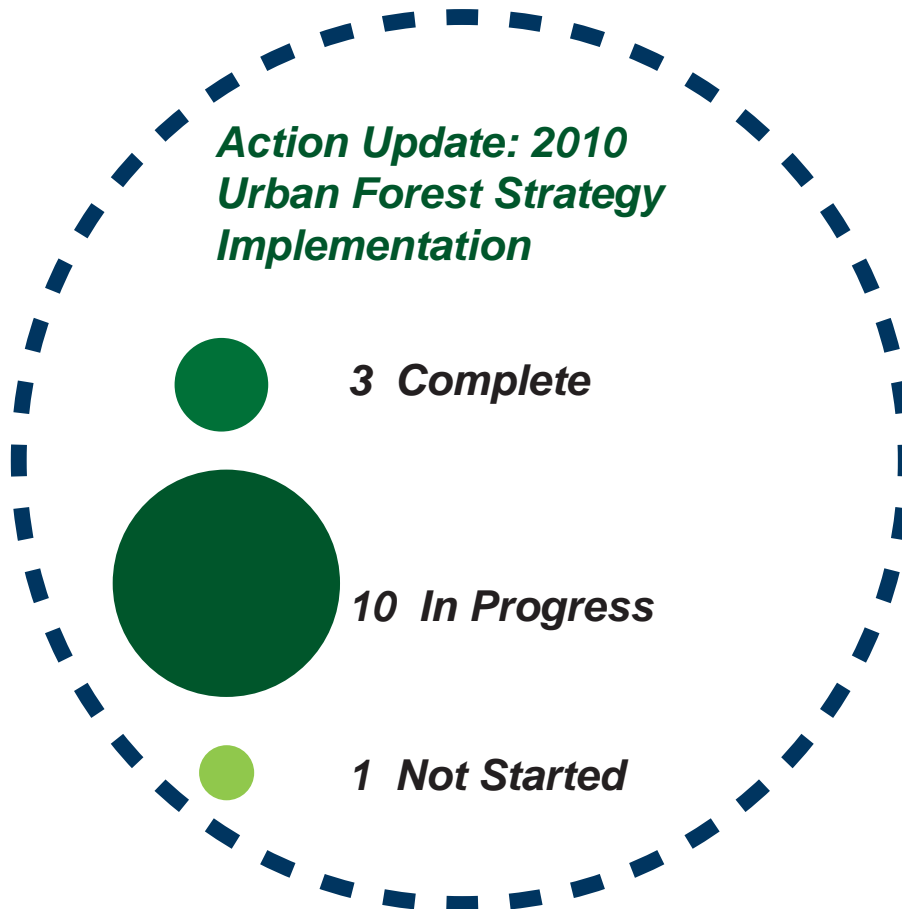 Action Update: 2010
Urban Forest Strategy
Implementation
3 Complete
10 In Progress
1 Not Started